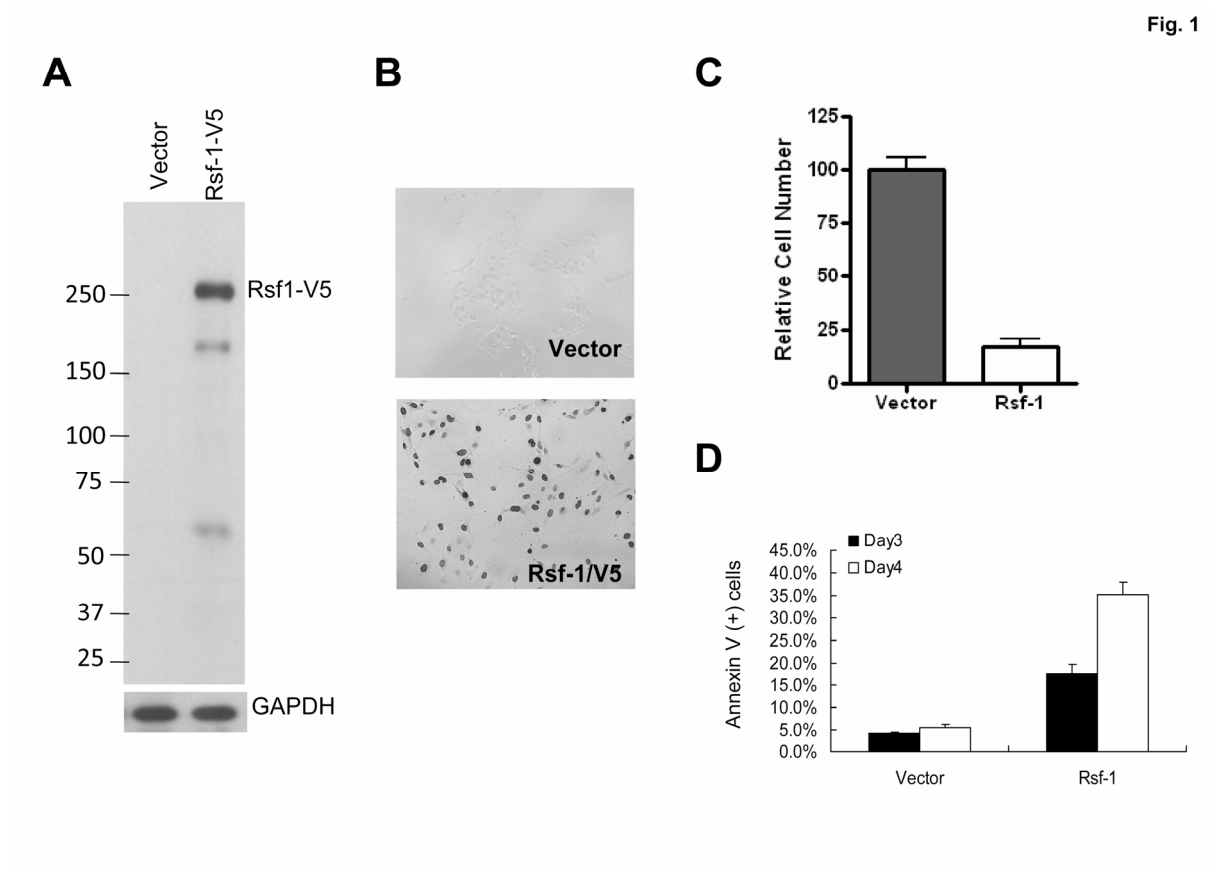 Fig. 1
A
Vector
Rsf-1-V5
250
Rsf1-V5
150
100
75
50
37
25
GAPDH
B
Vector
Rsf-1/V5
C
Relative Cell Number
125
100
75
50
25
0
Vector
Rsf-1
D
Annexin V (+) cells
Day3
Day4
45.0%
40.0%
35.0%
30.0%
25.0%
20.0%
15.0%
10.0%
5.0%
0.0%
Vector
Rsf-1